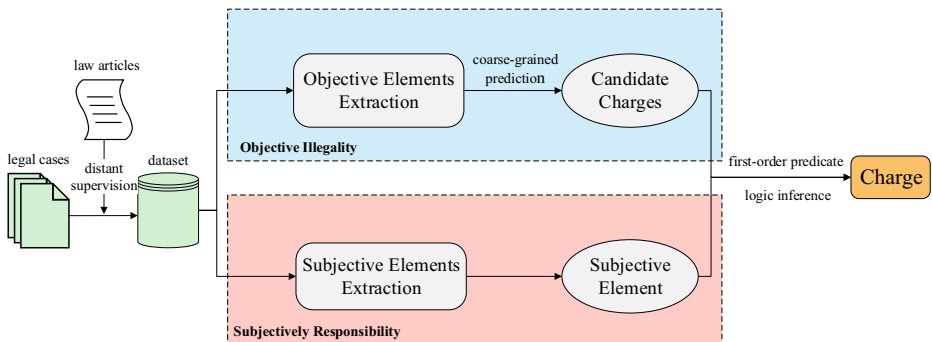 law articles
legal cases
distant
supervision
dataset
Objective Elements
Extraction
coarse-grained
prediction
Candidate
Charges
Objective Illegality
Subjective Elements
Extraction
Subjective
Element
Subjectively Responsibility
first-order predicate
logic inference
Charge